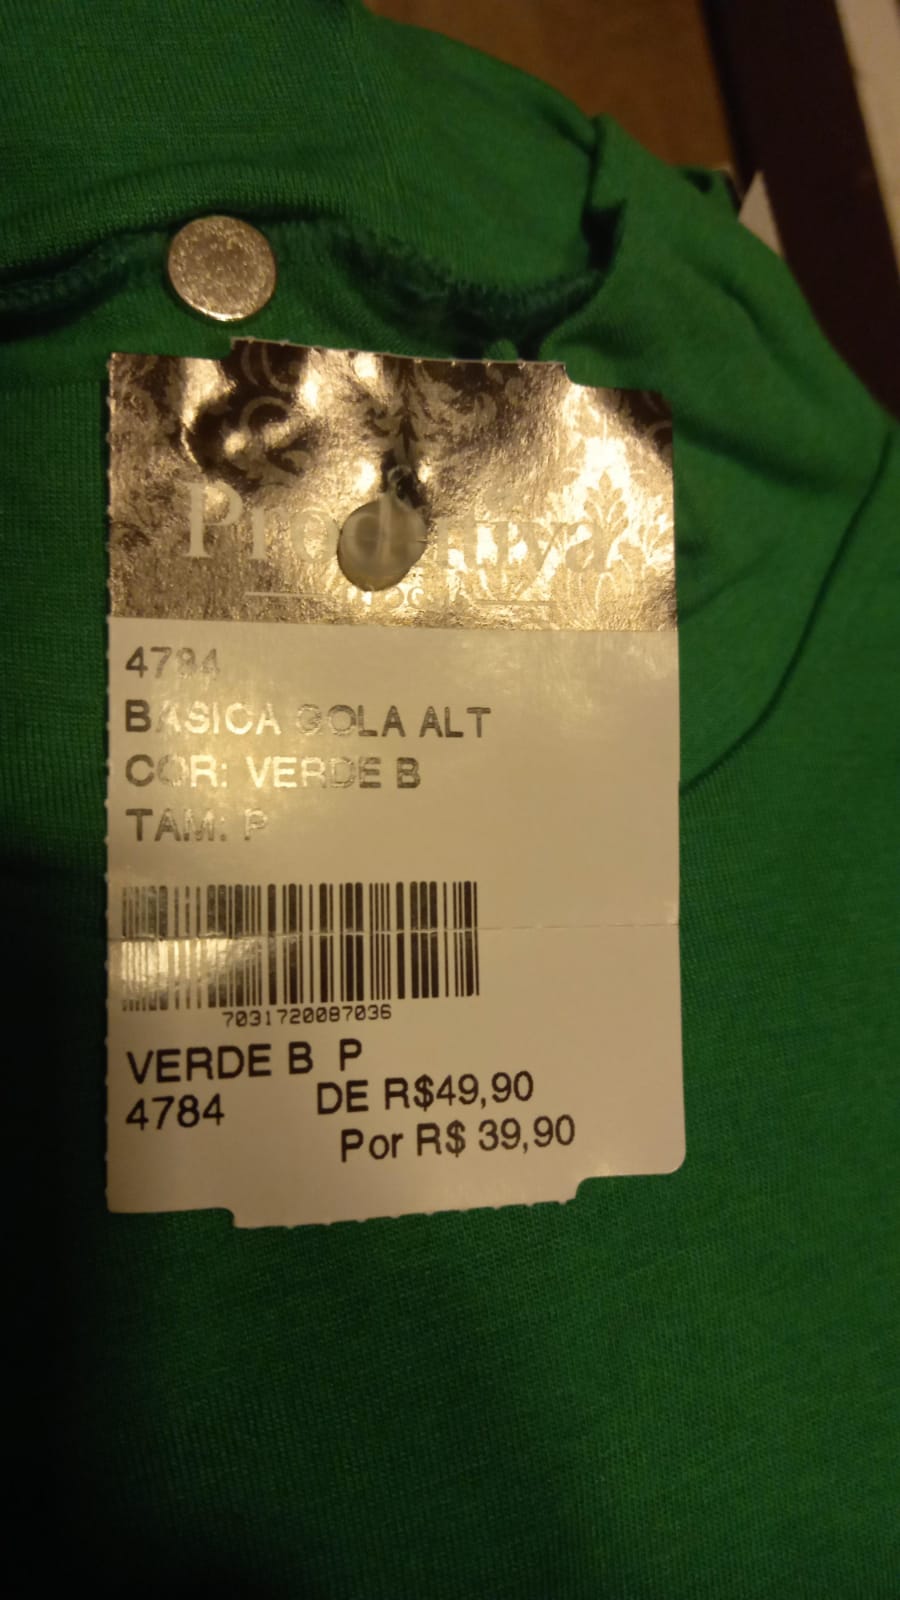 4784
BASICA GOLA ALT
COR: VERDE B
TAM: P
7031720087036
VERDE B P
4784 DE R$49,90
Por R$ 39,90